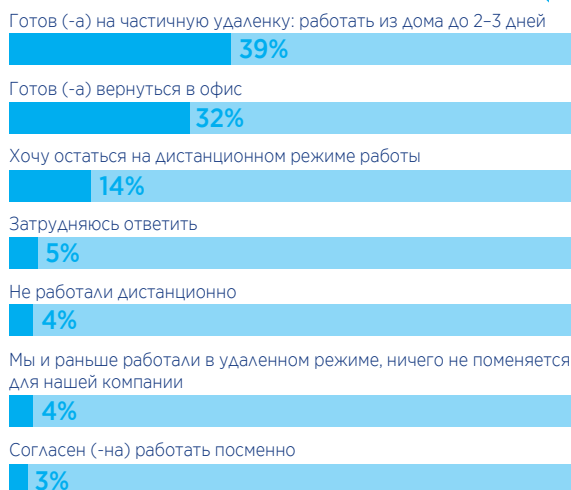 Готов (-а) на частичную удаленку: работать из дома до 2–3 дней
39%
Готов (-а) вернуться в офис
32%
Хочу остаться на дистанционном режиме работы
14%
Затрудняюсь ответить
5%
Не работали дистанционно
4%
Мы и раньше работали в удаленном режиме, ничего не поменяется
для нашей компании
4%
Согласен (-на) работать посменно
3%